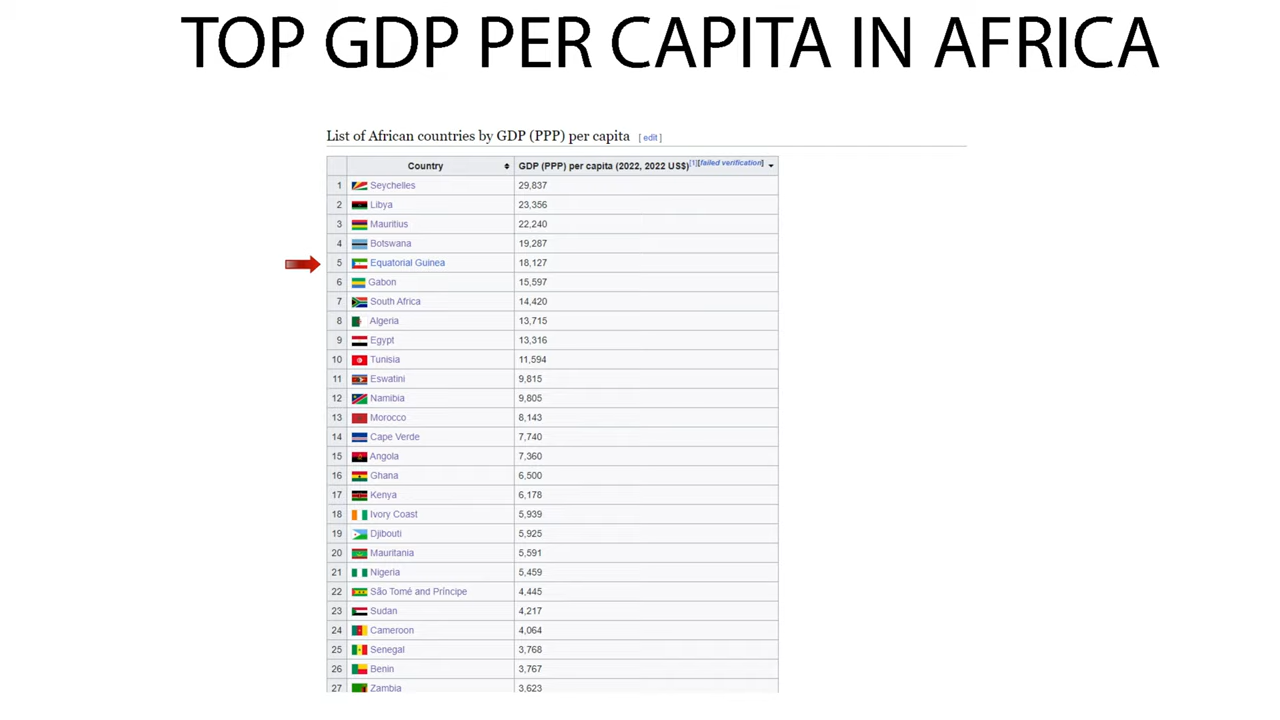 TOP GDP PER CAPITA IN AFRICA
List of African countries by GDP (PPP) per capita [ edit ]
Country GDP (PPP) per capita (2022, 2022 US$)[1][failed verification]
1 Seychelles 29,837
2 Libya 23,356
3 Mauritius 22,240
4 Botswana 19,287
5 Equatorial Guinea 18,127
6 Gabon 15,597
7 South Africa 14,420
8 Algeria 13,715
9 Egypt 13,316
10 Tunisia 11,594
11 Eswatini 9,815
12 Namibia 9,805
13 Morocco 8,143
14 Cape Verde 7,740
15 Angola 7,360
16 Ghana 6,500
17 Kenya 6,178
18 Ivory Coast 5,939
19 Djibouti 5,925
20 Mauritania 5,591
21 Nigeria 5,459
22 São Tomé and Príncipe 4,445
23 Sudan 4,217
24 Cameroon 4,064
25 Senegal 3,768
26 Benin 3,767
27 Zambia 3,623